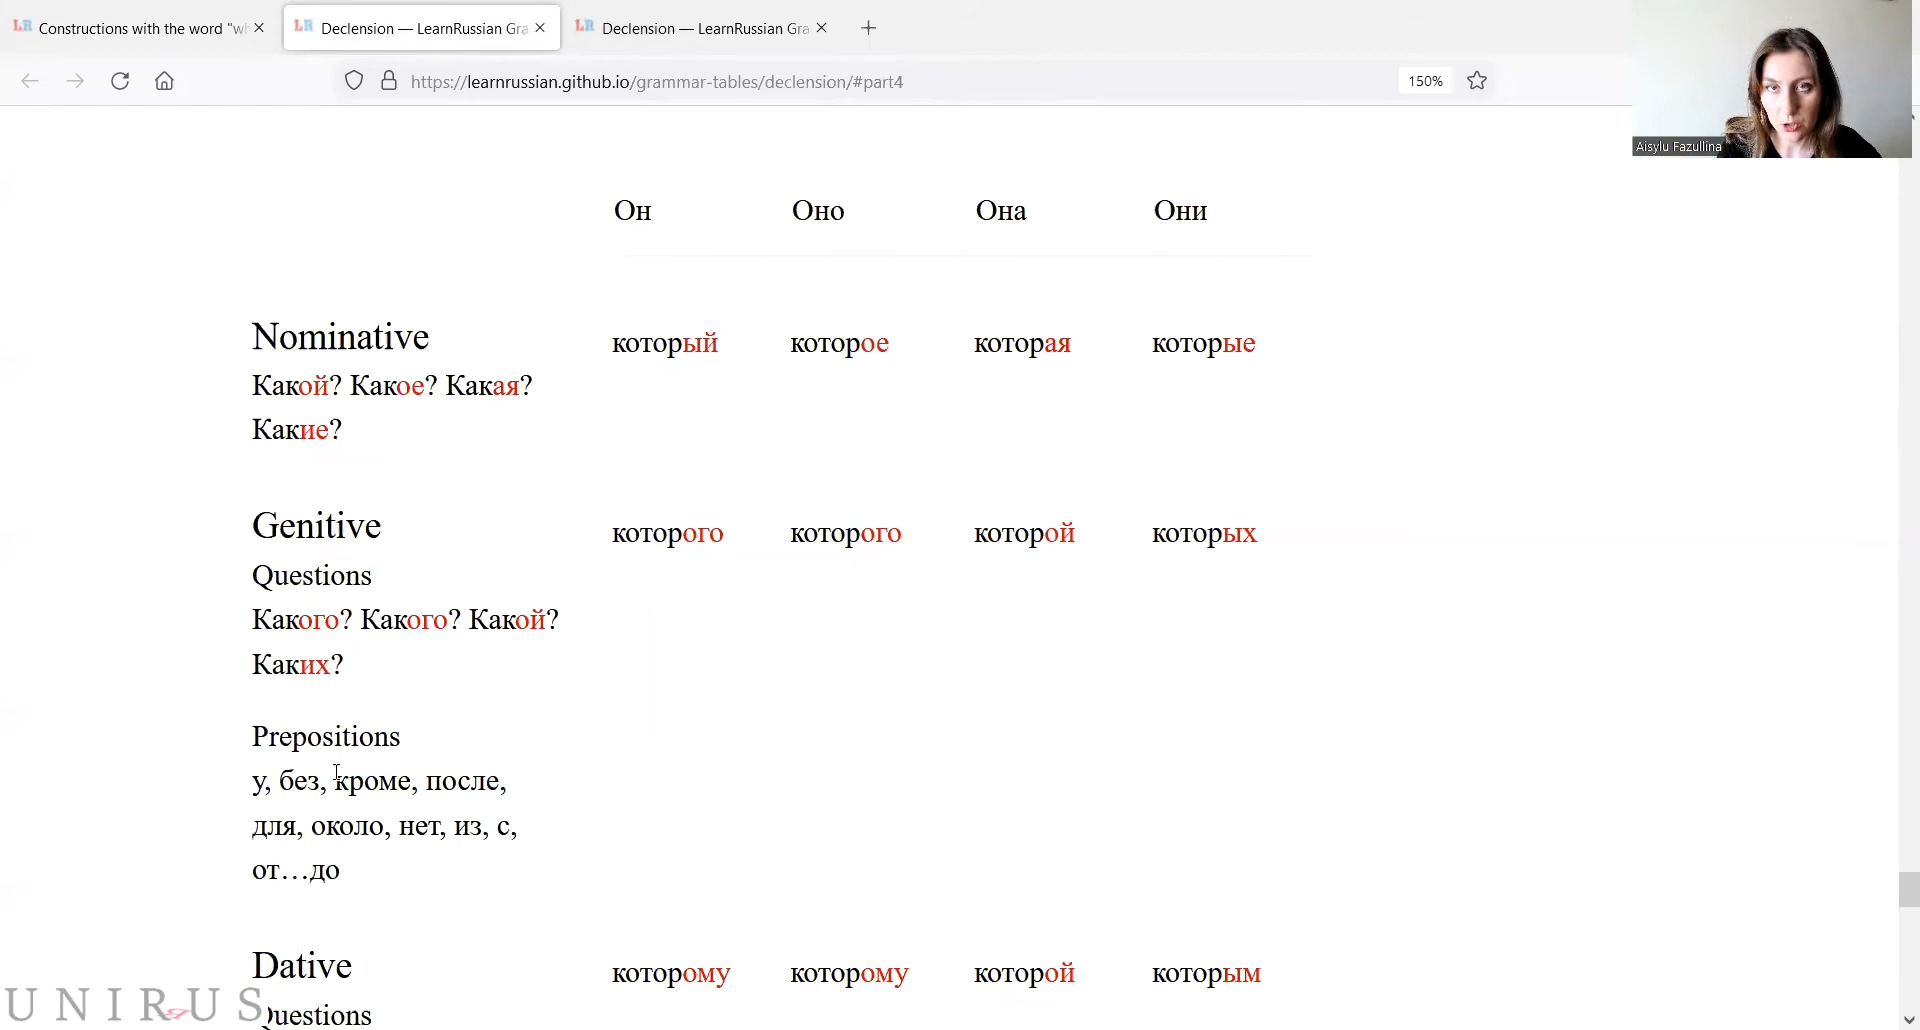 Constructions with the word "wh
Declension — LearnRussian Gra
Declension — LearnRussian Gra
https://learnrussian.github.io/grammar-tables/declension/#part4
150%
Aisylu Fazullina
Он Оно Она Они
Nominative
который которое которая которые
Какой? Какое? Какая?
Какие?
Genitive
которого которого которой которых
Questions
Какого? Какого? Какой?
Каких?
Prepositions
у, без, кроме, после,
для, около, нет, из, с,
от…до
Dative
которому которому которой которым
UNIRUS
Questions